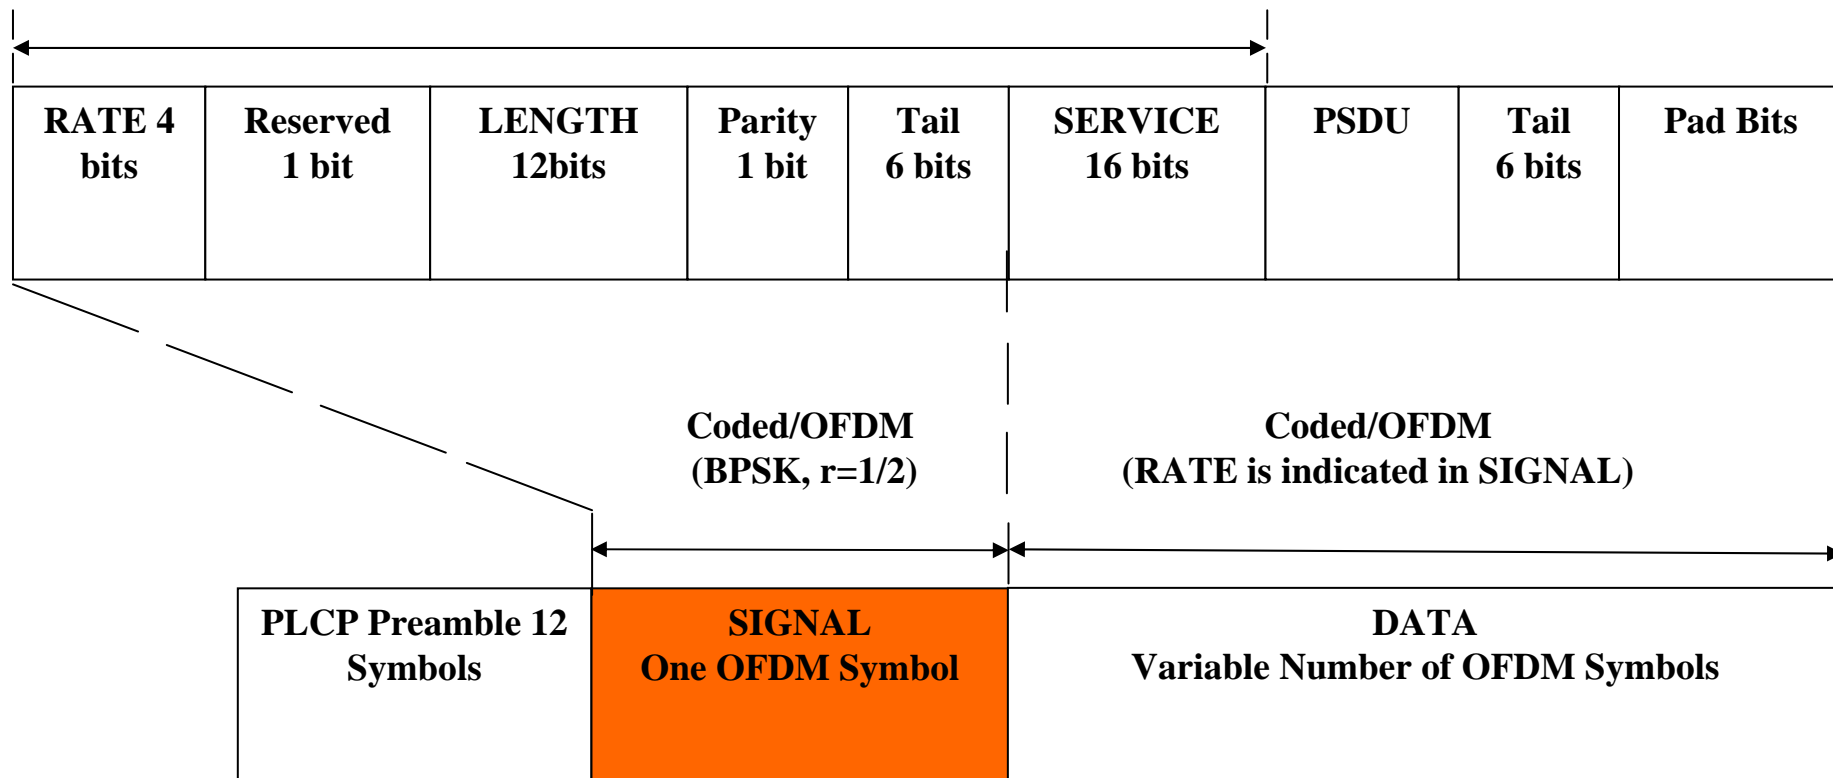 RATE 4
bits
Reserved
1 bit
LENGTH
12bits
Parity
1 bit
Tail
6 bits
SERVICE
16 bits
PSDU
Tail
6 bits
Pad Bits
Coded/OFDM
(BPSK, r=1/2)
Coded/OFDM
(RATE is indicated in SIGNAL)
PLCP Preamble 12
Symbols
SIGNAL
One OFDM Symbol
DATA
Variable Number of OFDM Symbols